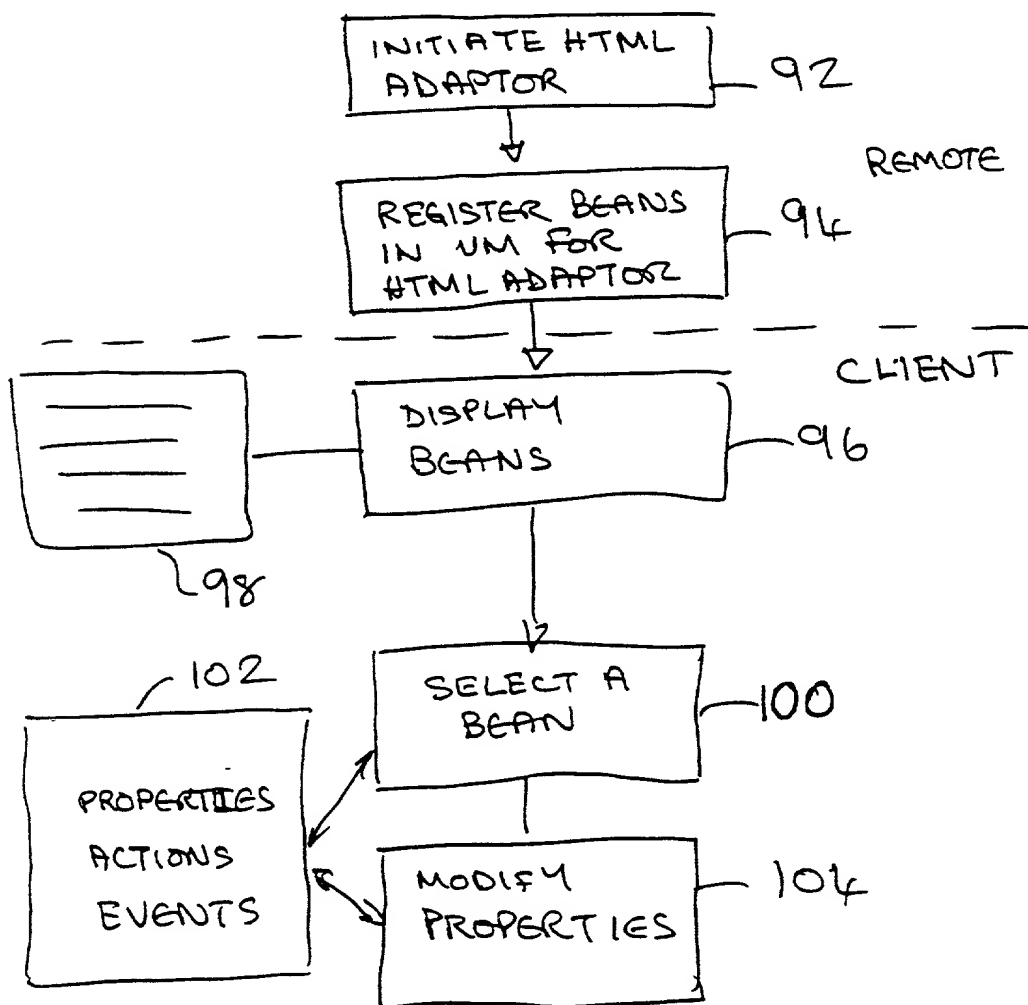 INITIATE HTML
ADAPTOR
92
REMOTE
REGISTER BEANS
IN VM FOR
HTML ADAPTOR
94
CLIENT
DISPLAY
BEANS
96
98
102
SELECT A
BEAN
100
PROPERTIES
ACTIONS
EVENTS
MODIFY
PROPERTIES
104